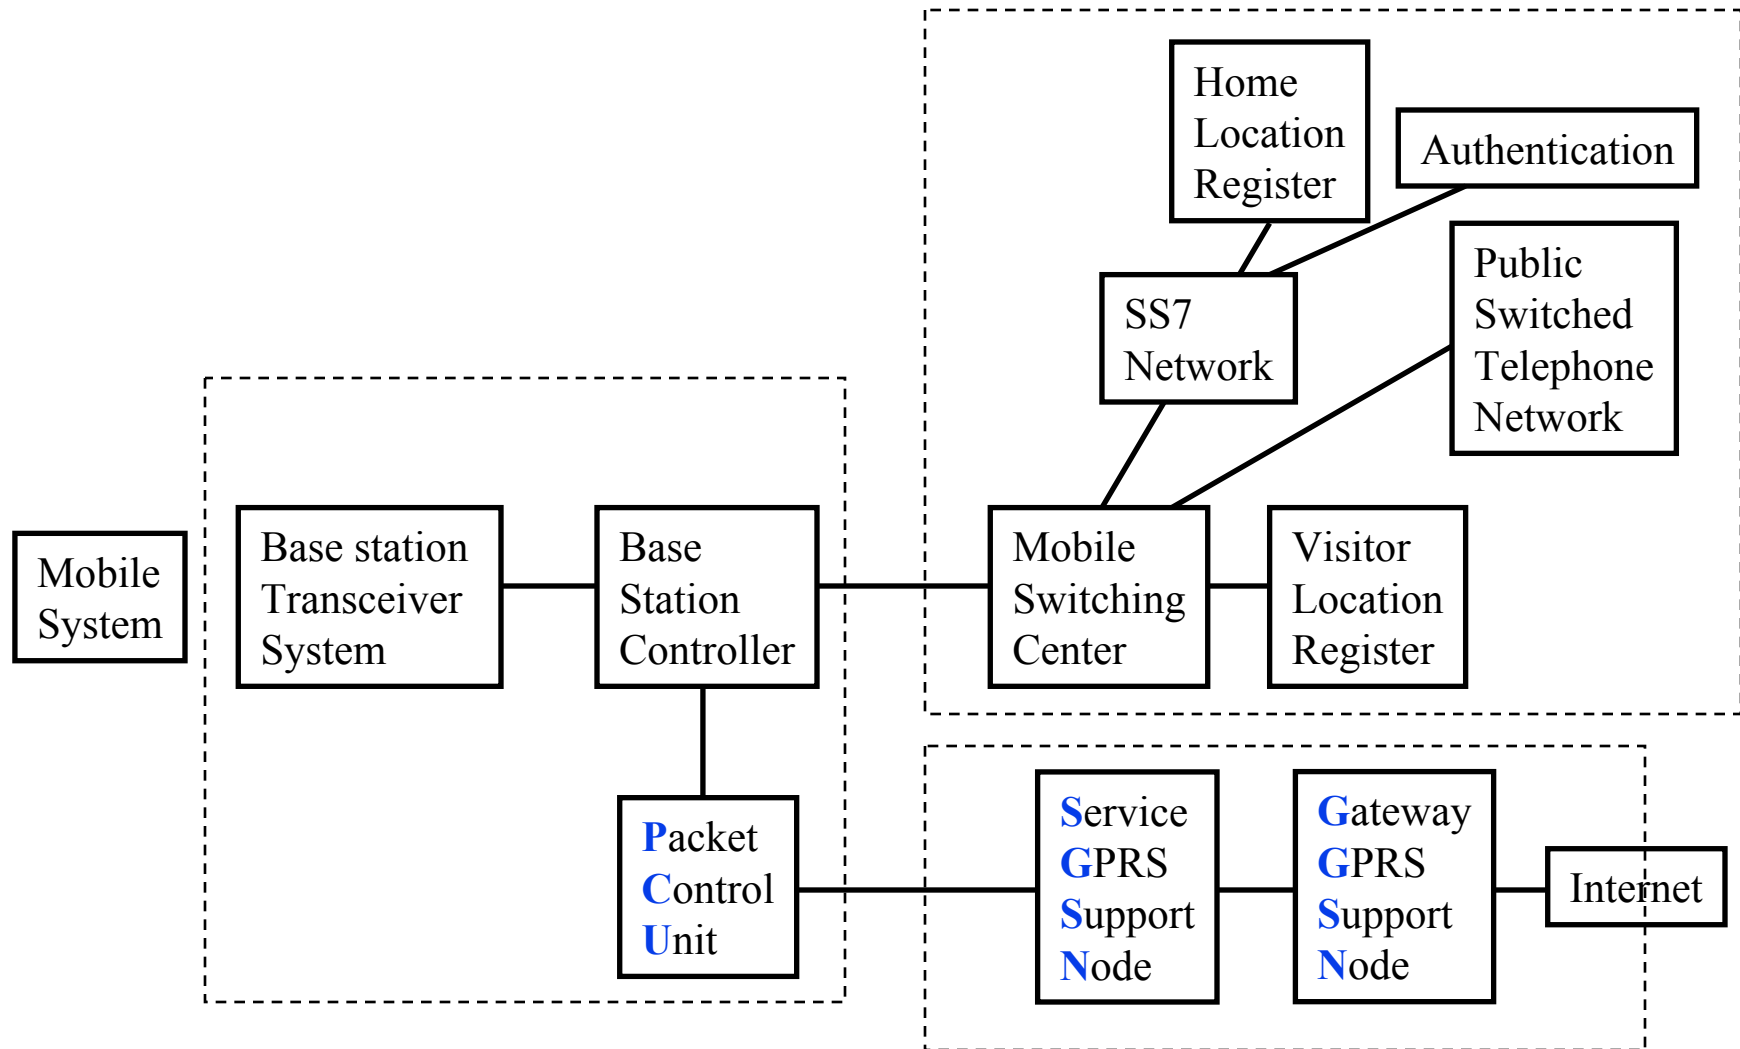 Home
Location
Register
Authentication
Public
Switched
Telephone
Network
SS7
Network
Mobile
System
Base station
Transceiver
System
Base
Station
Controller
Mobile
Switching
Center
Visitor
Location
Register
Packet
Control
Unit
Service
GPRS
Support
Node
Gateway
GPRS
Support
Node
Internet